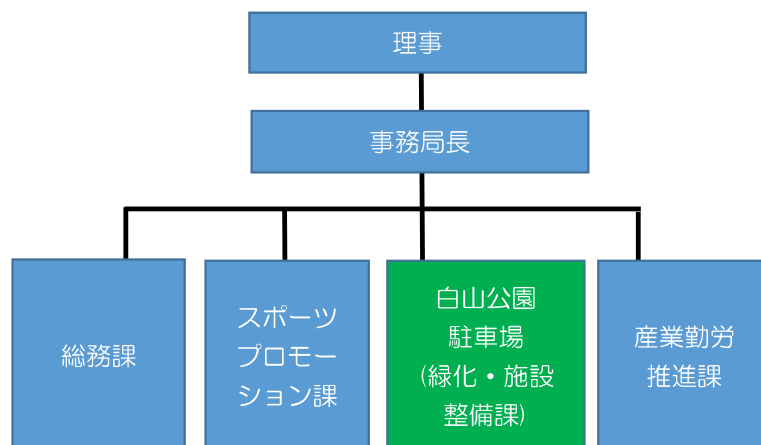 理事
事務局長
総務課
スポーツ
プロモー
ション課
白山公園
駐車場
(緑化・施設
整備課)
産業勤労
推進課